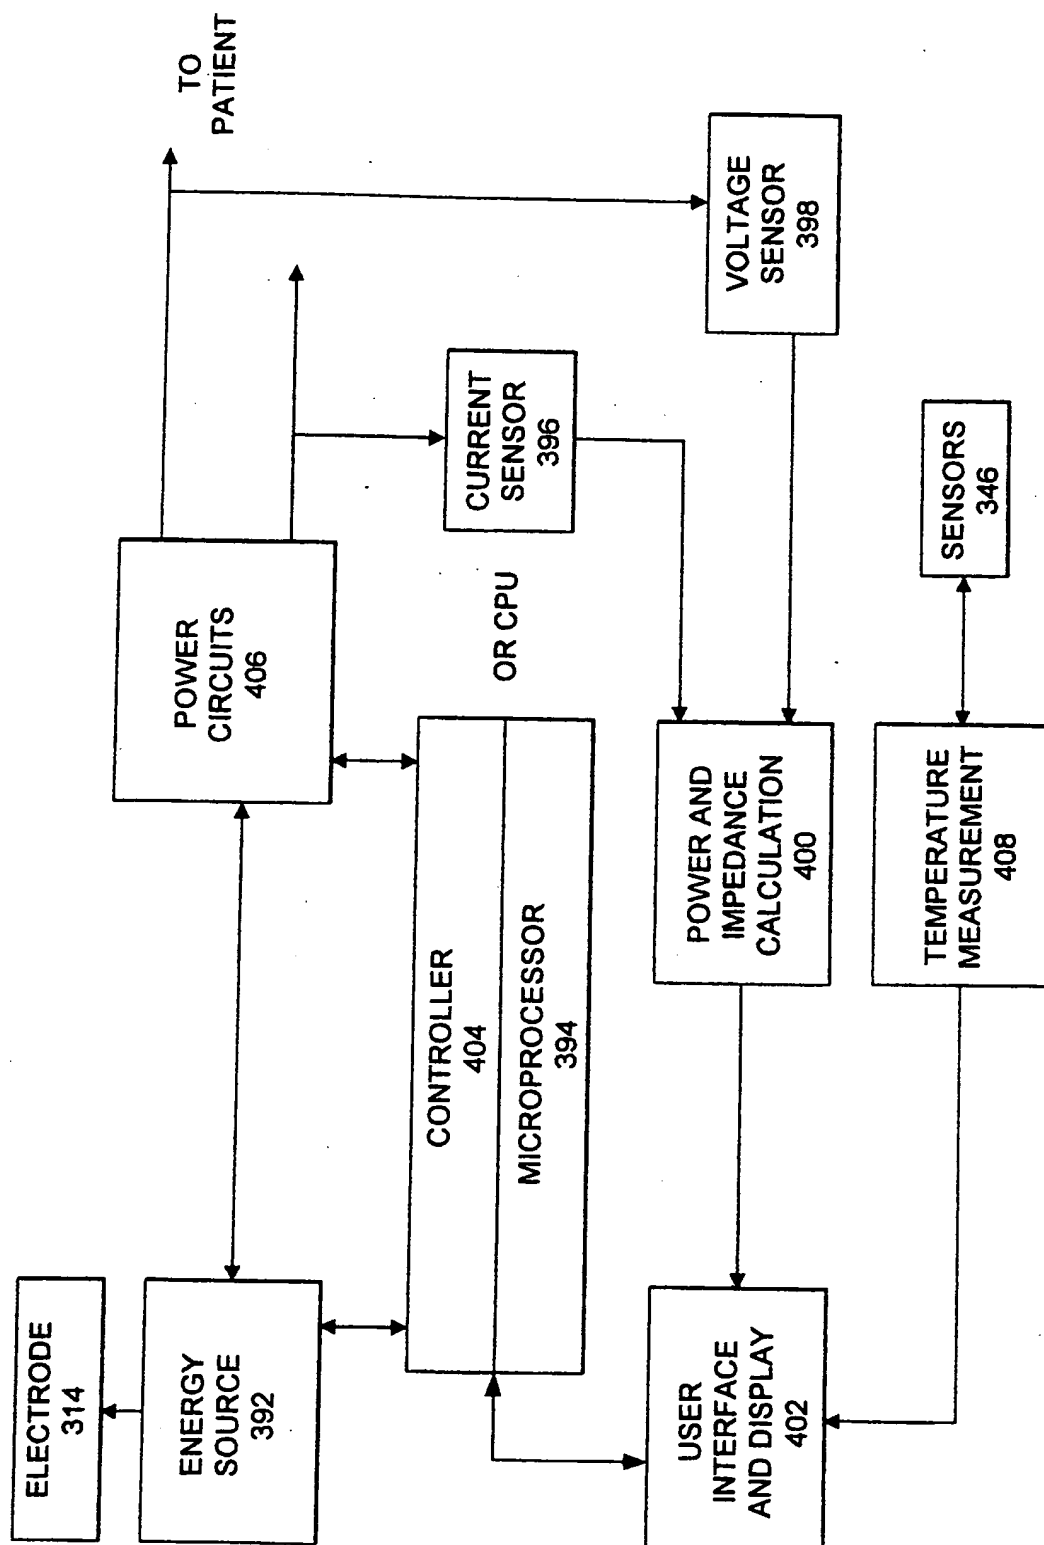 ELECTRODE
314
ENERGY
SOURCE
392
POWER
CIRCUITS
406
TO
PATIENT
CONTROLLER
404
MICROPROCESSOR
394
OR CPU
CURRENT
SENSOR
396
VOLTAGE
SENSOR
398
USER
INTERFACE
AND DISPLAY
402
POWER AND
IMPEDANCE
CALCULATION
400
TEMPERATURE
MEASUREMENT
408
SENSORS
346